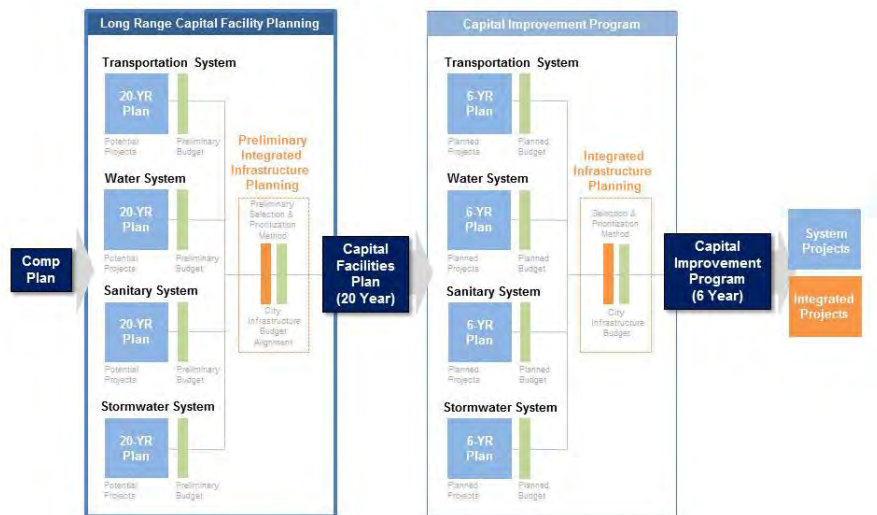 Long Range Capital Facility Planning
Transportation System
20-YR
Plan
Potential
Projects
Preliminary
Budget
Water System
20-YR
Plan
Potential
Projects
Preliminary
Budget
Sanitary System
20-YR
Plan
Potential
Projects
Preliminary
Budget
Stormwater System
20-YR
Plan
Potential
Projects
Preliminary
Budget
Preliminary
Integrated
Infrastructure
Planning
Preliminary
Selection &
Prioritization
Method
City
Infrastructure
Budget
Alignment
Comp
Plan
Capital
Facilities
Plan
(20 Year)
Capital Improvement Program
Transportation System
6-YR
Plan
Planned
Projects
Planned
Budget
Water System
6-YR
Plan
Planned
Projects
Planned
Budget
Sanitary System
6-YR
Plan
Planned
Projects
Planned
Budget
Stormwater System
6-YR
Plan
Planned
Projects
Planned
Budget
Integrated
Infrastructure
Planning
Selection &
Prioritization
Method
City
Infrastructure
Budget
Capital
Improvement
Program
(6 Year)
System
Projects
Integrated
Projects